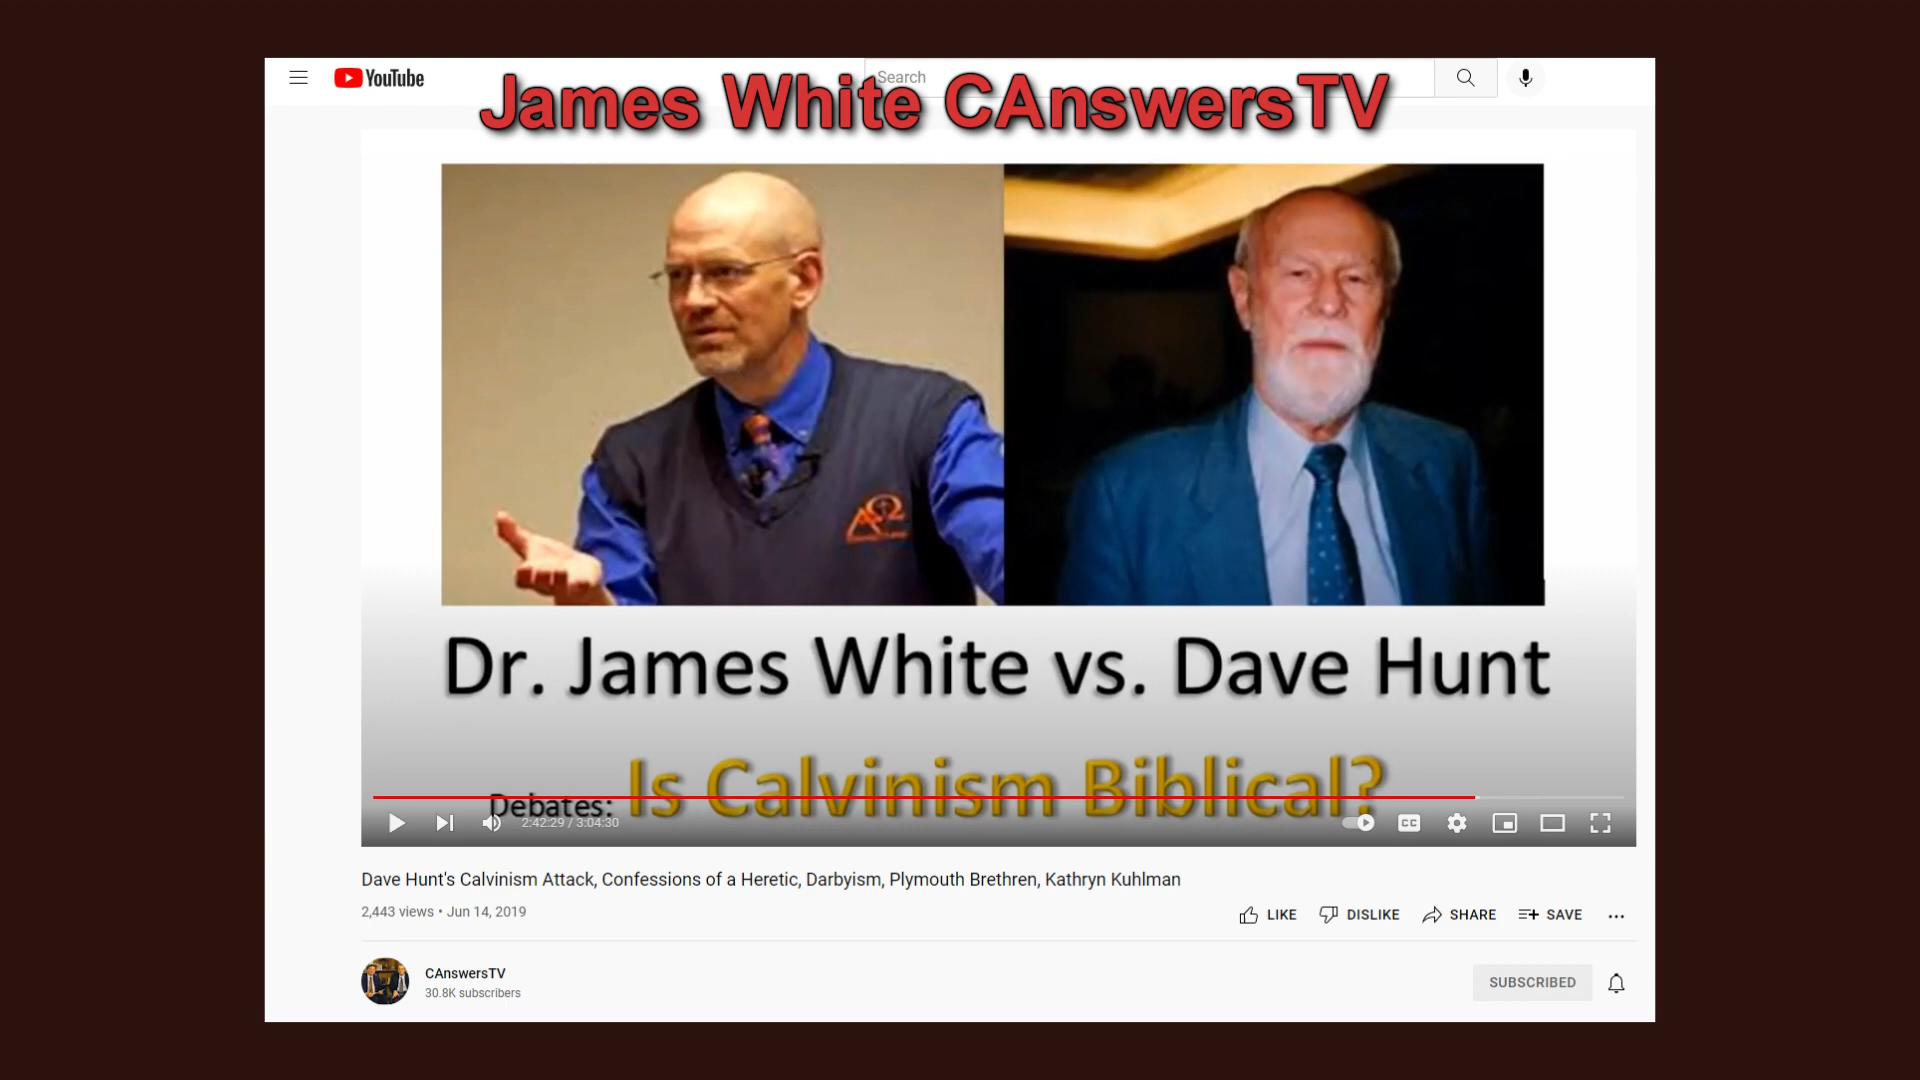 YouTube
Search
James White CAnswersTV
ΑΩ
Dr. James White vs. Dave Hunt
Debates: Is Calvinism Biblical?
2:42:29 / 3:04:30
CC
Dave Hunt's Calvinism Attack, Confessions of a Heretic, Darbyism, Plymouth Brethren, Kathryn Kuhlman
2,443 views • Jun 14, 2019
LIKE DISLIKE SHARE SAVE ...
CAnswersTV
30.8K subscribers
SUBSCRIBED